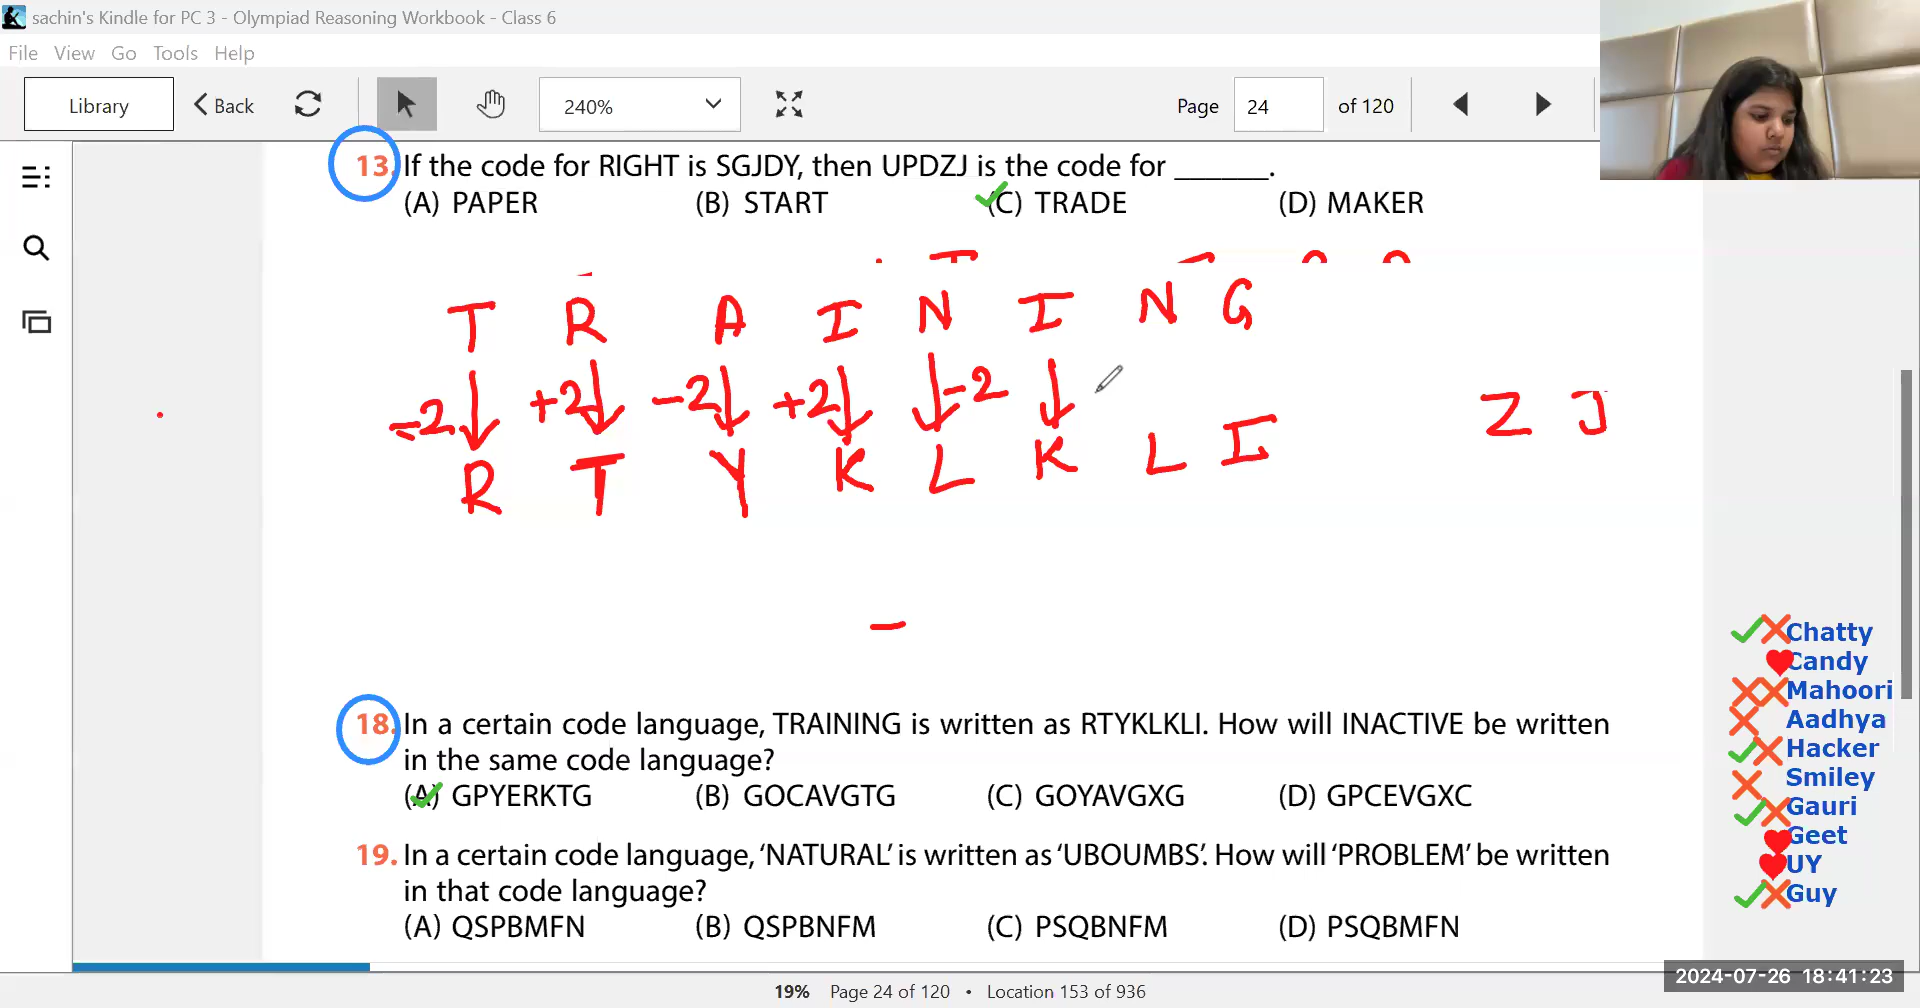 sachin's Kindle for PC 3 - Olympiad Reasoning Workbook - Class 6
File View Go Tools Help
Library Back 240% Page 24 of 120
13. If the code for RIGHT is SGJDY, then UPDZJ is the code for ______.
(A) PAPER (B) START (C) TRADE (D) MAKER
T R A I N I N G
-2 +2 -2 +2 -2
Z J
R T Y K L K L I
18. In a certain code language, TRAINING is written as RTYKLKLI. How will INACTIVE be written
in the same code language?
(A) GPYERKTG (B) GOCAVGTG (C) GOYAVGXG (D) GPCEVGXC
19. In a certain code language, ‘NATURAL’ is written as ‘UBOUMBS’. How will ‘PROBLEM’ be written
in that code language?
(A) QSPBMFN (B) QSPBNFM (C) PSQBNFM (D) PSQBMFN
Chatty
Candy
Mahoori
Aadhya
Hacker
Smiley
Gauri
Geet
UY
Guy
2024-07-26 18:41:23
19% Page 24 of 120 • Location 153 of 936